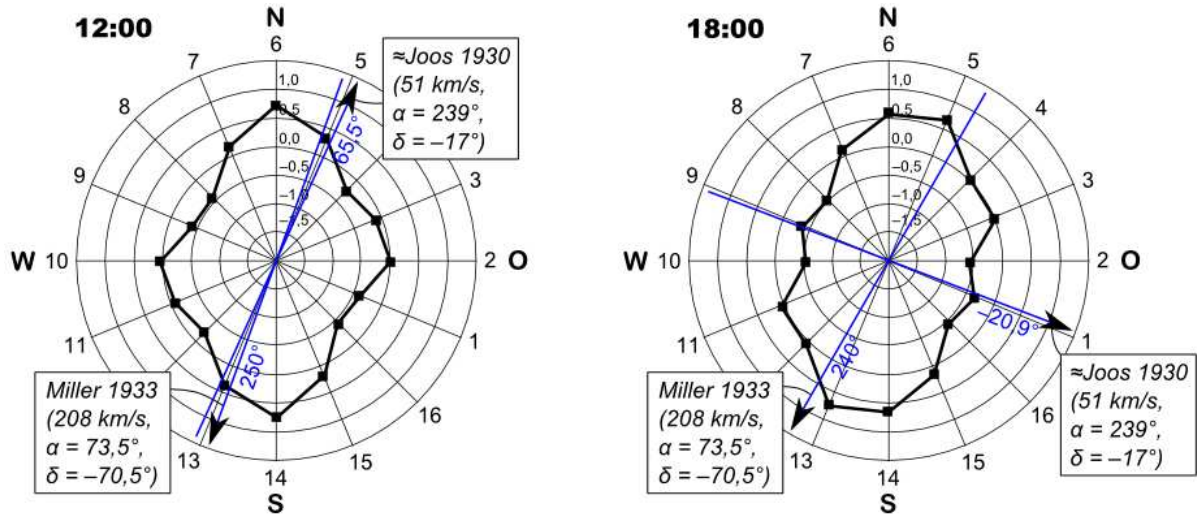 12:00
N
6
7
5
8
9
3
W
10
2
O
11
1
16
13
14
15
S
1,0
0,5
0,0
–0,5
–1,0
–1,5
65,5°
250°
≈Joos 1930
(51 km/s,
α = 239°,
δ = –17°)
Miller 1933
(208 km/s,
α = 73,5°,
δ = –70,5°)
18:00
N
6
7
5
8
4
9
3
W
10
2
O
11
1
16
13
14
15
S
1,0
0,5
0,0
–0,5
–1,0
–1,5
–20,9°
240°
Miller 1933
(208 km/s,
α = 73,5°,
δ = –70,5°)
≈Joos 1930
(51 km/s,
α = 239°,
δ = –17°)